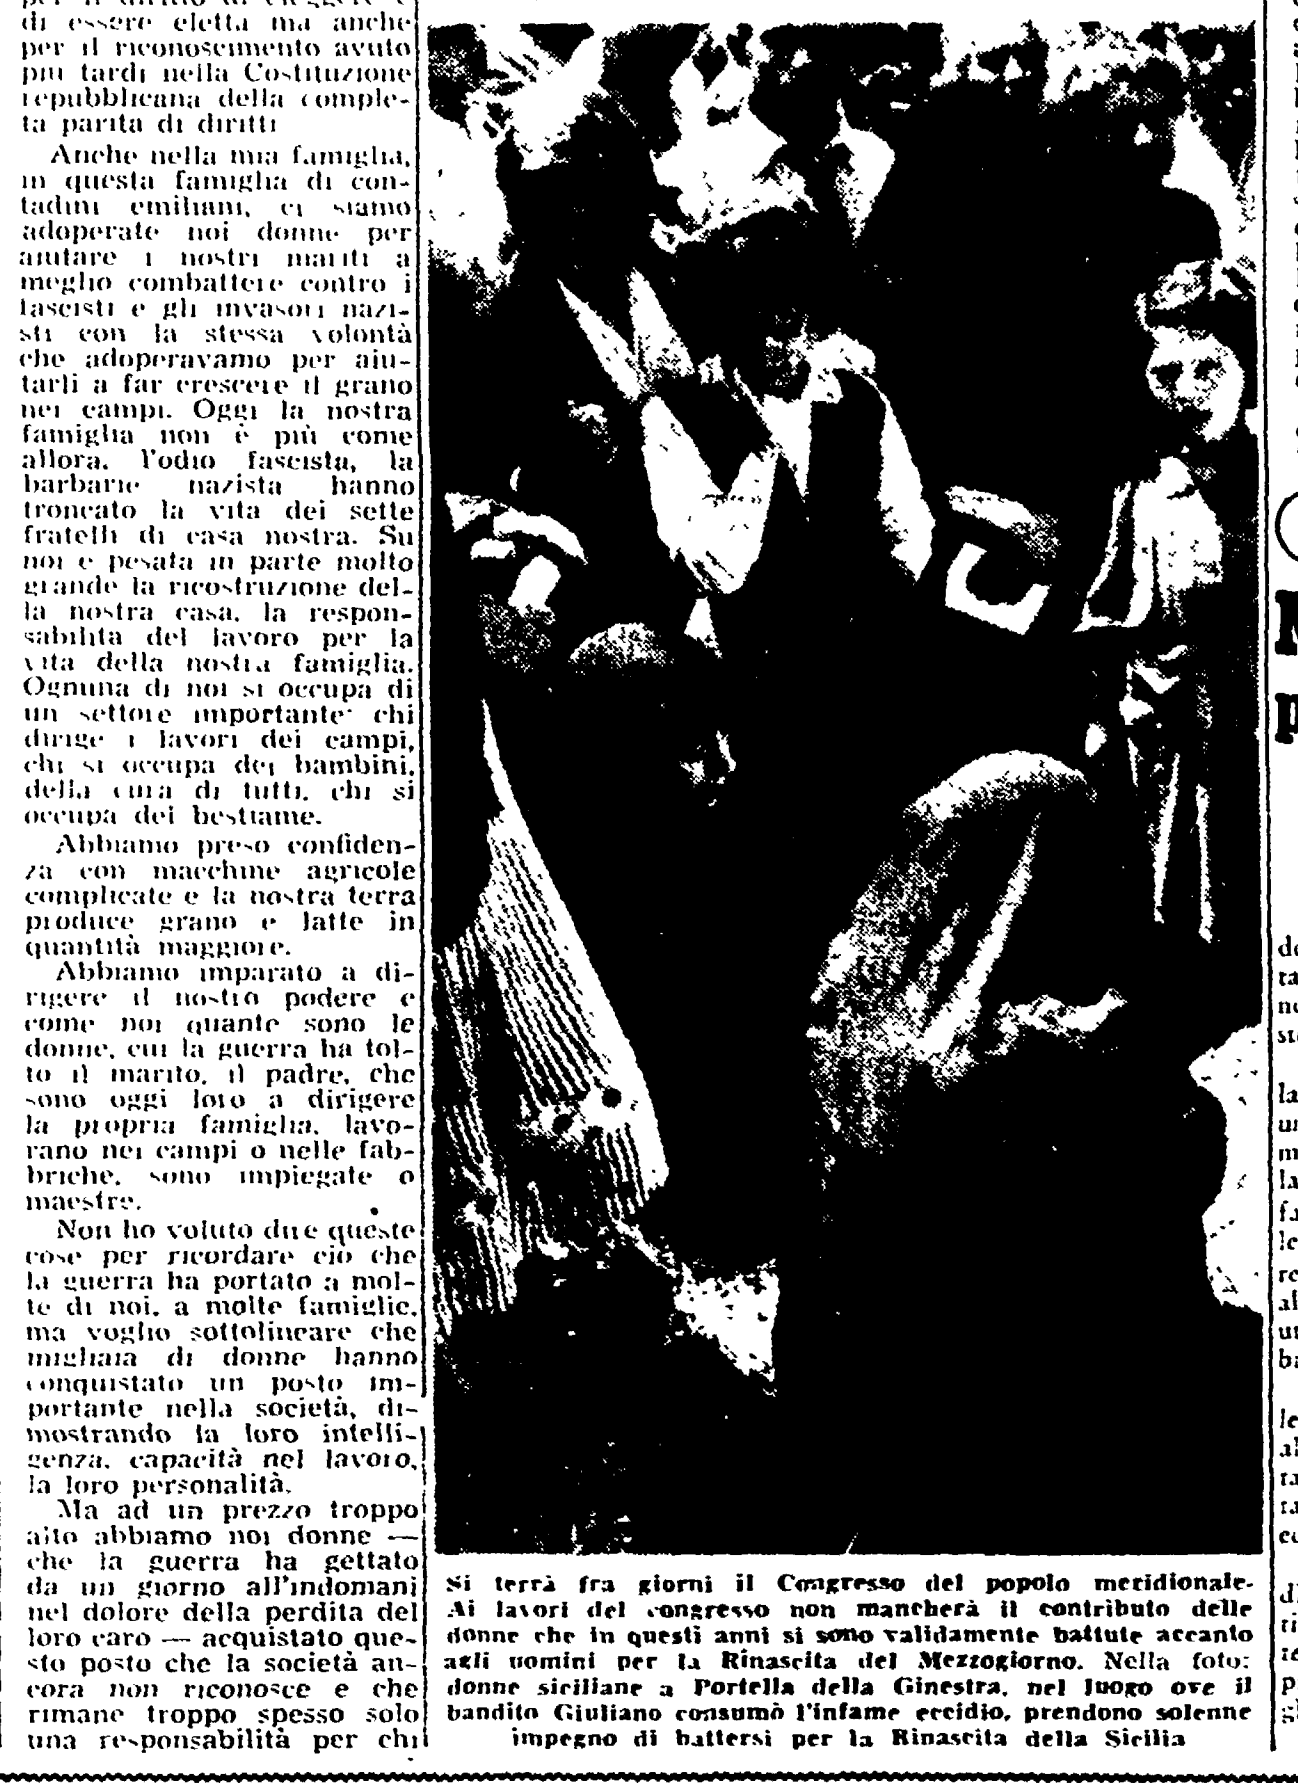 di essere eletta ma anche
per il riconoscimento avuto
più tardi nella Costituzione
repubblicana della comple-
ta parità di diritti
Anche nella mia famiglia,
in questa famiglia di con-
tadini emiliani, ci siamo
adoperate noi donne per
aiutare i nostri mariti a
meglio combattere contro i
fascisti e gli invasori nazi-
sti con la stessa volontà
che adoperavamo per aiu-
tarli a far crescere il grano
nei campi. Oggi la nostra
famiglia non è più come
allora, l'odio fascista, la
barbarie nazista hanno
troncato la vita dei sette
fratelli di casa nostra. Su
noi è pesata in parte molto
grande la ricostruzione del-
la nostra casa, la respon-
sabilità del lavoro per la
vita della nostra famiglia.
Ognuna di noi si occupa di
un settore importante: chi
dirige i lavori dei campi,
chi si occupa dei bambini,
della cura di tutti, chi si
occupa del bestiame.
Abbiamo preso confiden-
za con macchine agricole
complicate e la nostra terra
produce grano e latte in
quantità maggiore.
Abbiamo imparato a di-
rigere il nostro podere e
come noi quante sono le
donne, cui la guerra ha tol-
to il marito, il padre, che
sono oggi loro a dirigere
la propria famiglia, lavo-
rano nei campi o nelle fab-
briche, sono impiegate o
maestre.
Non ho voluto dire queste
cose per ricordare ciò che
la guerra ha portato a mol-
te di noi, a molte famiglie,
ma voglio sottolineare che
migliaia di donne hanno
conquistato un posto im-
portante nella società, di-
mostrando la loro intelli-
genza, capacità nel lavoro,
la loro personalità.
Ma ad un prezzo troppo
alto abbiamo noi donne —
che la guerra ha gettato
da un giorno all'indomani
nel dolore della perdita del
loro caro — acquistato que-
sto posto che la società an-
cora non riconosce e che
rimane troppo spesso solo
una responsabilità per chi
Si terrà fra giorni il Congresso del popolo meridionale.
Ai lavori del congresso non mancherà il contributo delle
donne che in questi anni si sono validamente battute accanto
agli uomini per la Rinascita del Mezzogiorno. Nella foto:
donne siciliane a Portella della Ginestra, nel luogo ove il
bandito Giuliano consumò l'infame eccidio, prendono solenne
impegno di battersi per la Rinascita della Sicilia